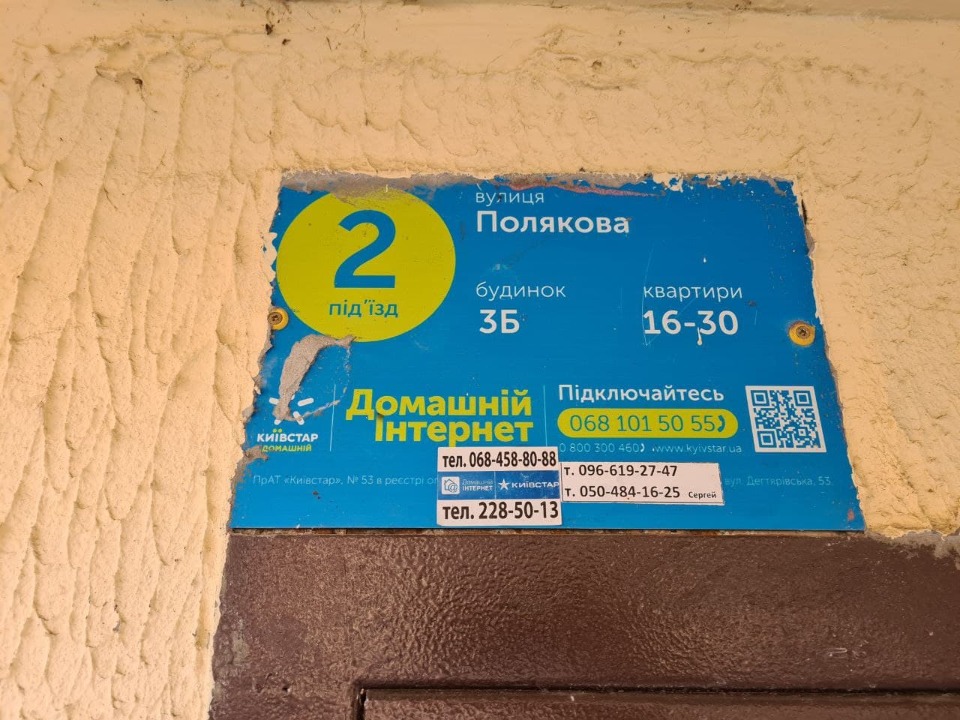 2
під'їзд
вулиця
Полякова
будинок
3Б
квартири
16-30
КИЇВСТАР
ДОМАШНІЙ
Домашній
Інтернет
Підключайтесь
068 101 50 55
0 800 300 460 www.kyivstar.ua
ПрАТ «Київстар», № 53 в реєстрі вул. Дегтярівська, 53.
тел. 068-458-80-88
Домашній
ІНТЕРНЕТ
КИЇВСТАР
тел. 228-50-13
т. 096-619-27-47
т. 050-484-16-25 Сергей